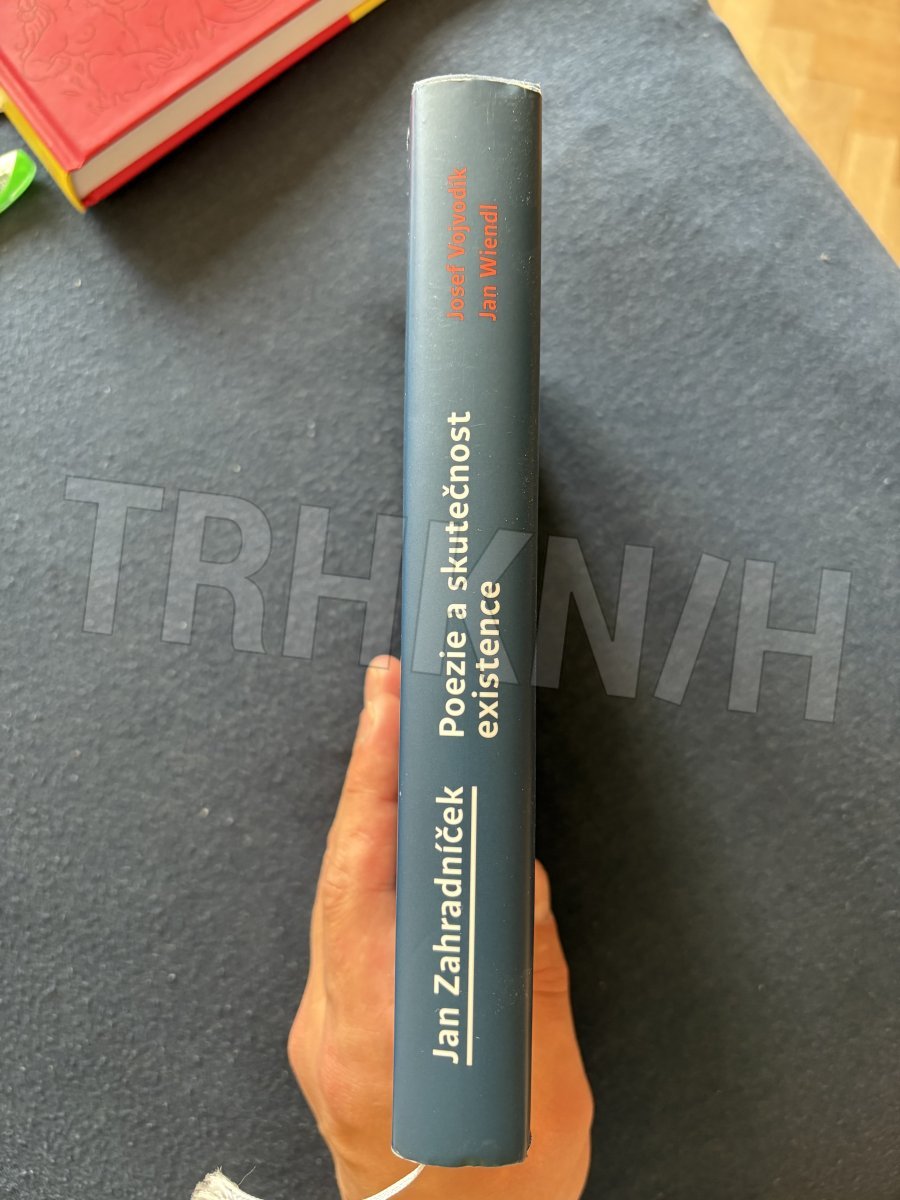 Jan Zahradníček
Poezie a skutečnost
existence
Josef Vojvodík
Jan Wiendl
TRHKNIH